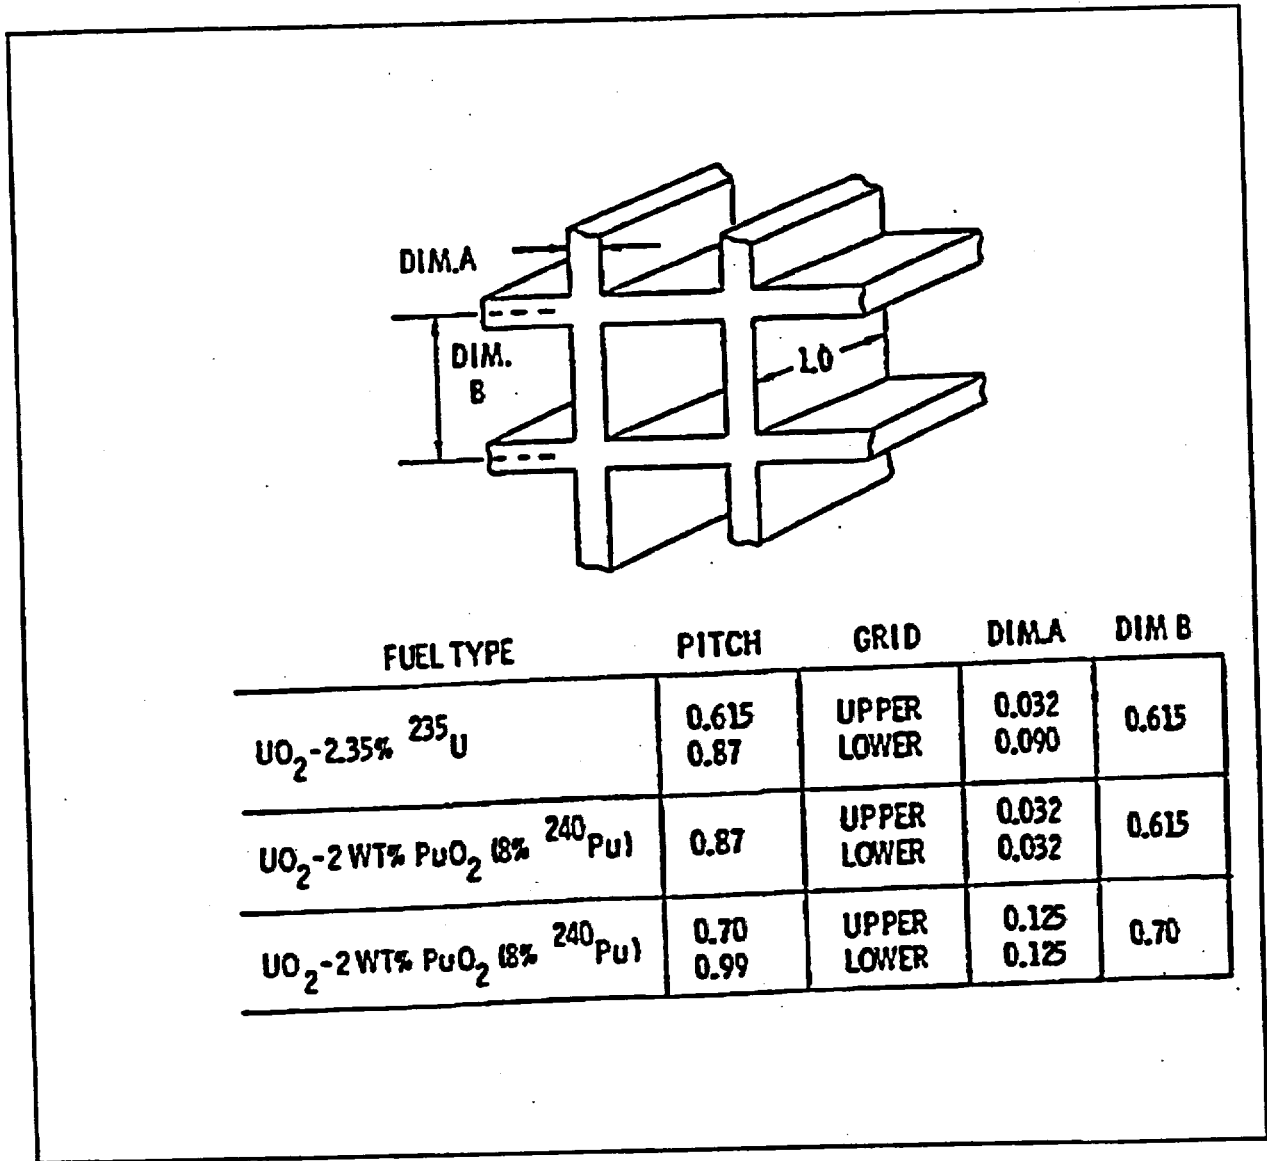 DIM.A
DIM.
B
1.0
FUEL TYPE PITCH GRID DIM.A DIM B
UO2-2.35% 235U 0.615 UPPER 0.032 0.615
0.87 LOWER 0.090
UO2-2 WT% PuO2 (8% 240Pu) 0.87 UPPER 0.032 0.615
LOWER 0.032
UO2-2 WT% PuO2 (8% 240Pu) 0.70 UPPER 0.125 0.70
0.99 LOWER 0.125